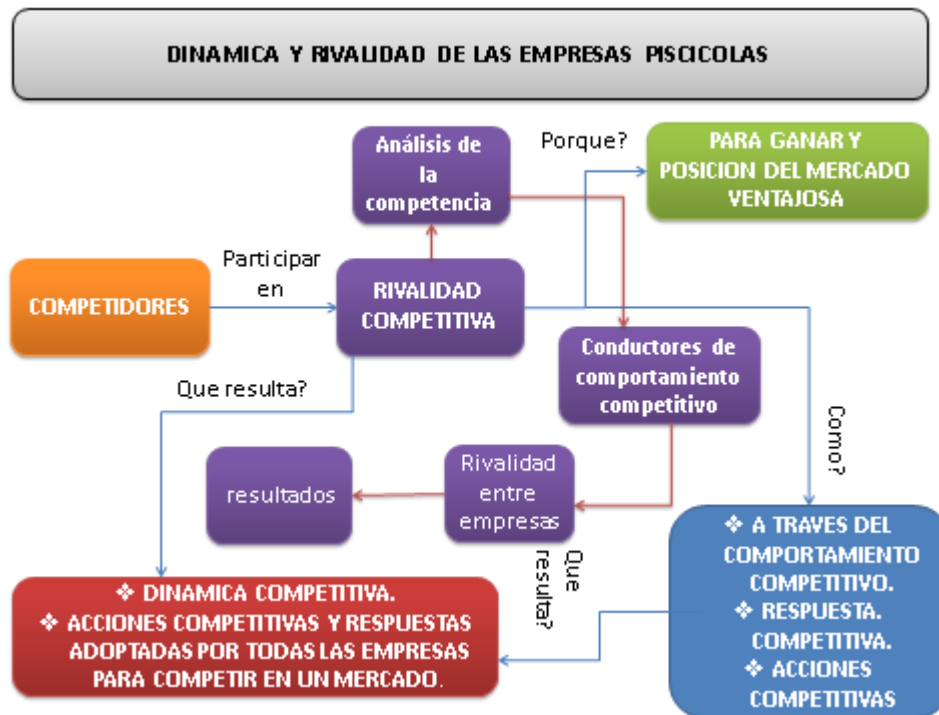 DINAMICA Y RIVALIDAD DE LAS EMPRESAS PISCICOLAS
Análisis de
la
competencia
Porque?
PARA GANAR Y
POSICION DEL MERCADO
VENTAJOSA
COMPETIDORES
Participar
en
RIVALIDAD
COMPETITIVA
Conductores de
comportamiento
competitivo
Que resulta?
Como?
resultados
Rivalidad
entre
empresas
Que
resulta?
❖ A TRAVES DEL
COMPORTAMIENTO
COMPETITIVO.
❖ RESPUESTA.
COMPETITIVA.
❖ ACCIONES
COMPETITIVAS
❖ DINAMICA COMPETITIVA.
❖ ACCIONES COMPETITIVAS Y RESPUESTAS
ADOPTADAS POR TODAS LAS EMPRESAS
PARA COMPETIR EN UN MERCADO.